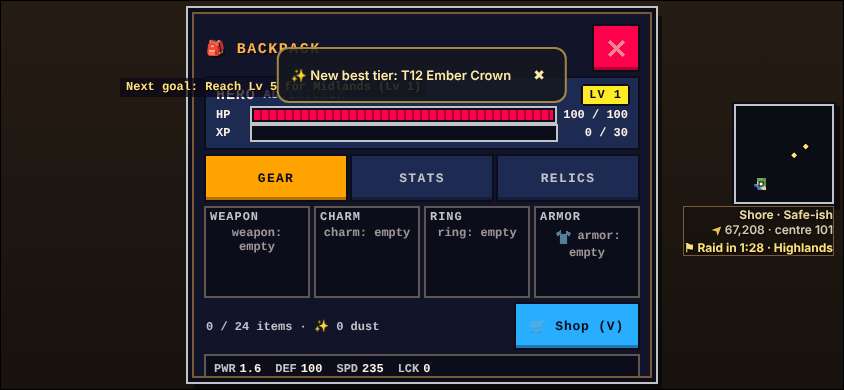 🎒 BACKPACK
✨ New best tier: T12 Ember Crown ✖
Next goal: Reach Lv 5 for Midlands (Lv 1)
HERO
LV 1
HP 100 / 100
XP 0 / 30
GEAR STATS RELICS
WEAPON CHARM RING ARMOR
weapon: empty
charm: empty
ring: empty
👕 armor: empty
0 / 24 items · ✨ 0 dust
🛒 Shop (V)
PWR 1.6 DEF 100 SPD 235 LCK 0
Shore · Safe-ish
67,208 · centre 101
⚑ Raid in 1:28 · Highlands